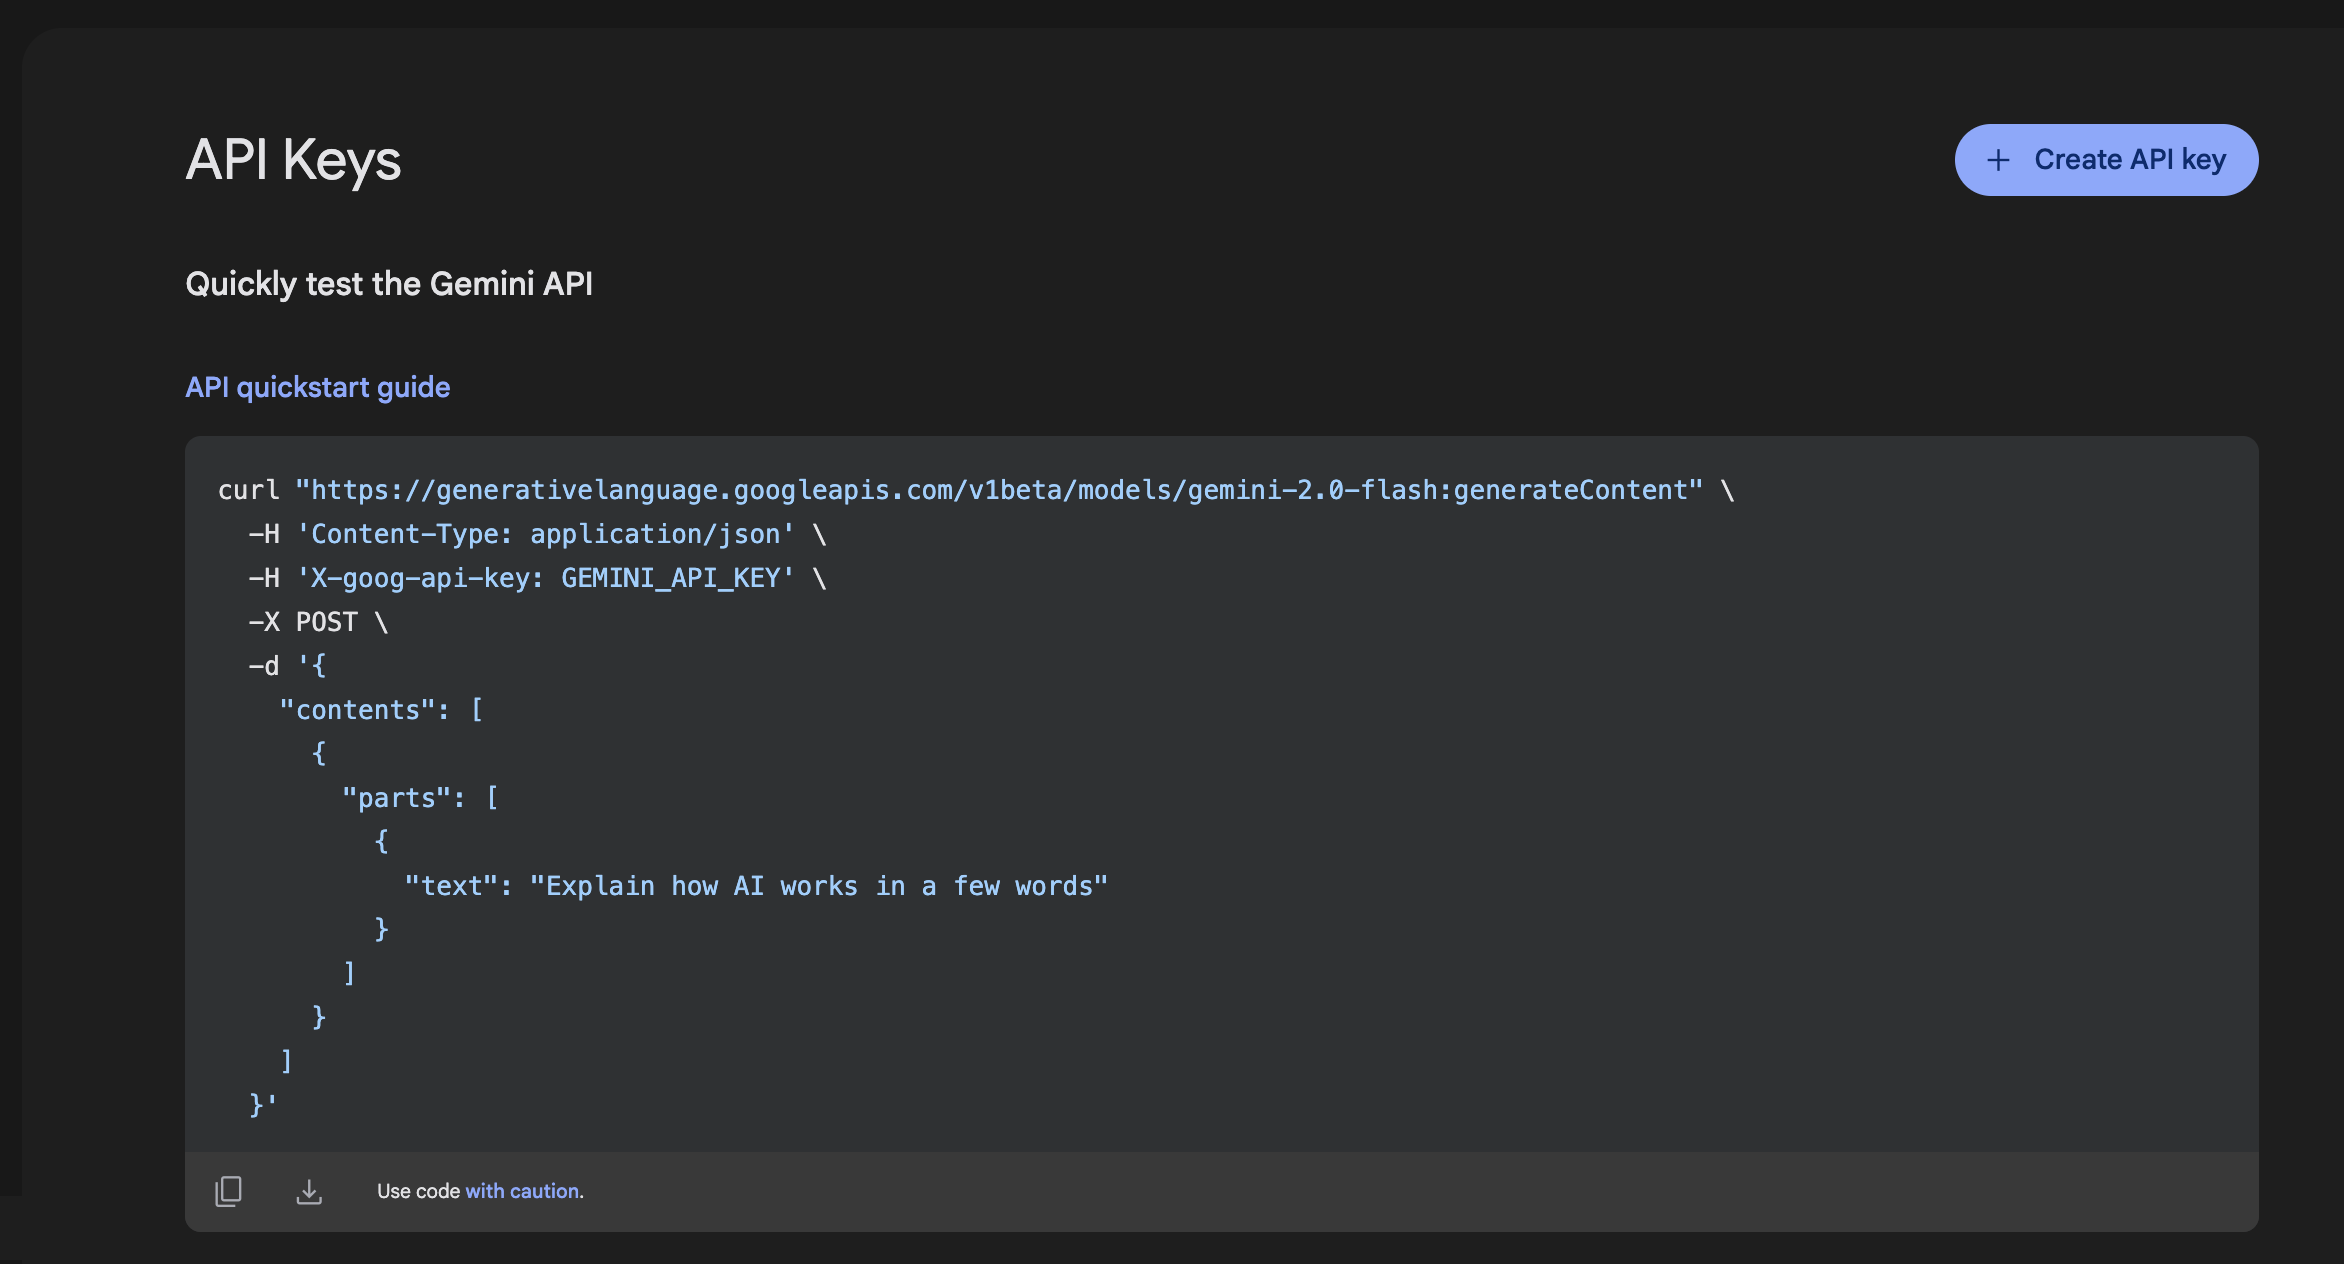 API Keys
+ Create API key
Quickly test the Gemini API
API quickstart guide
curl "https://generativelanguage.googleapis.com/v1beta/models/gemini-2.0-flash:generateContent" \
  -H 'Content-Type: application/json' \
  -H 'X-goog-api-key: GEMINI_API_KEY' \
  -X POST \
  -d '{
    "contents": [
      {
        "parts": [
          {
            "text": "Explain how AI works in a few words"
          }
        ]
      }
    ]
  }'
Use code with caution.